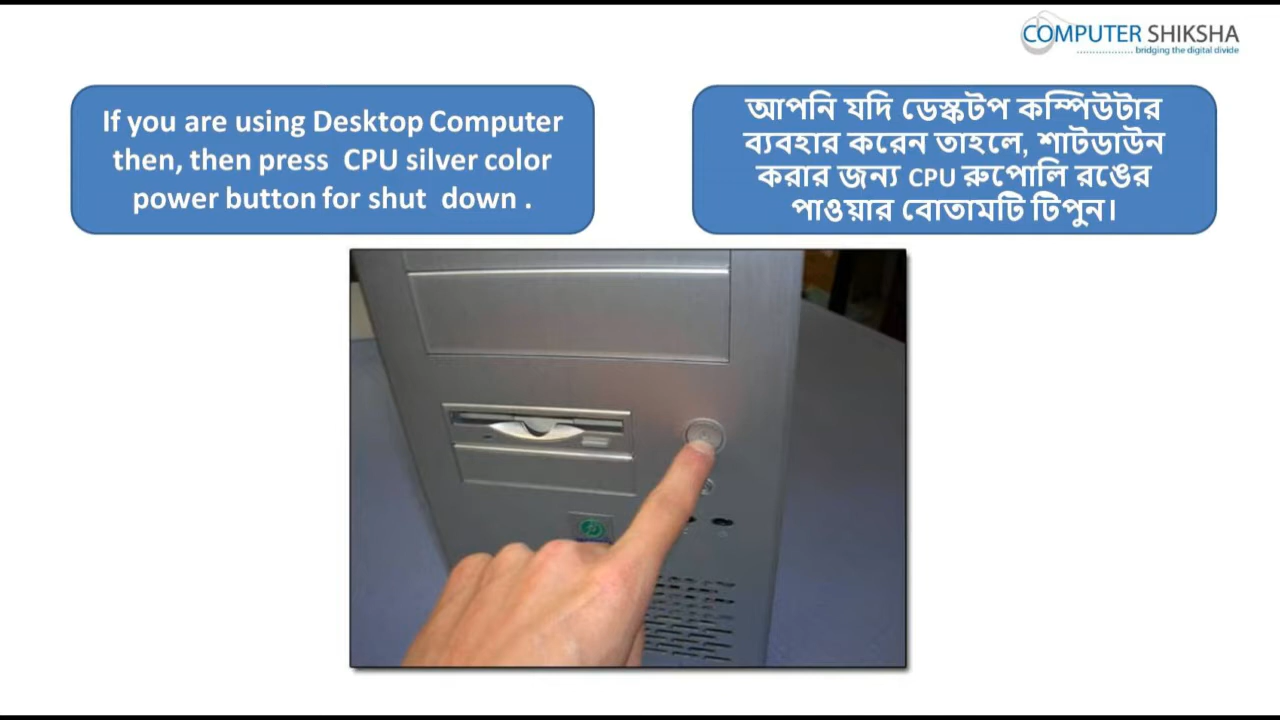 COMPUTER SHIKSHA
bridging the digital divide
If you are using Desktop Computer
then, then press CPU silver color
power button for shut down .
আপনি যদি ডেস্কটপ কম্পিউটার
ব্যবহার করেন তাহলে, শাটডাউন
করার জন্য CPU রুপোলি রঙের
পাওয়ার বোতামটি টিপুন।